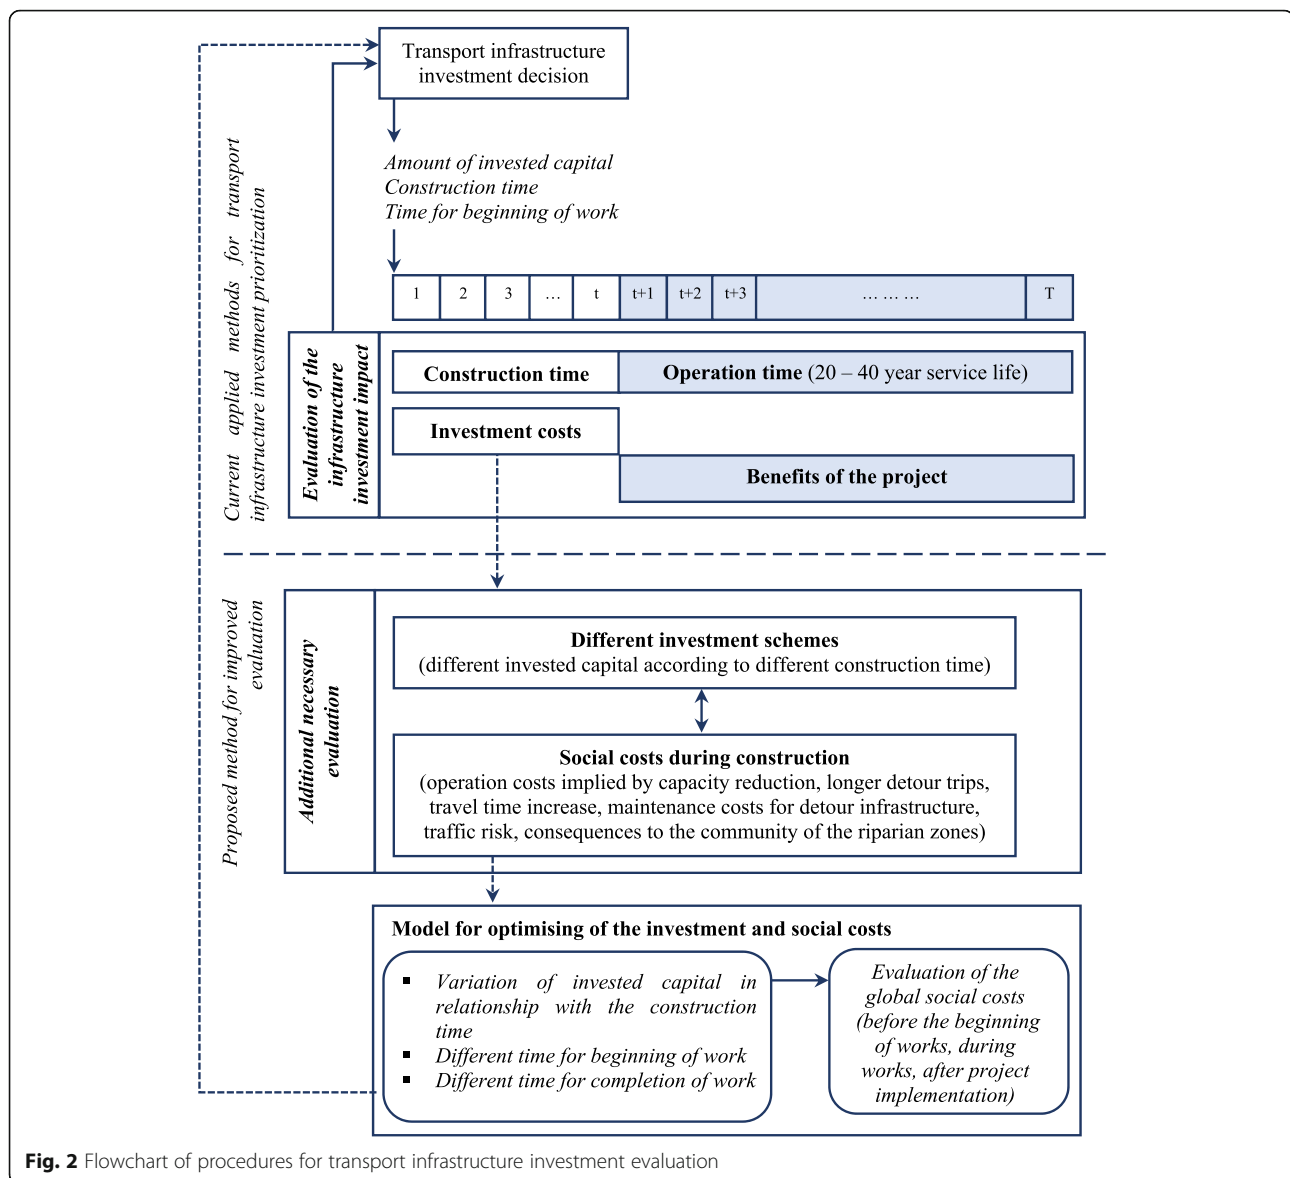 Transport infrastructure
investment decision
Amount of invested capital
Construction time
Time for beginning of work
Current applied methods for transport
infrastructure investment prioritization
1 2 3 … t t+1 t+2 t+3 … … … T
Evaluation of the
infrastructure
investment impact
Construction time
Operation time (20 – 40 year service life)
Investment costs
Benefits of the project
Proposed method for improved
evaluation
Additional necessary
evaluation
Different investment schemes
(different invested capital according to different construction time)
Social costs during construction
(operation costs implied by capacity reduction, longer detour trips,
travel time increase, maintenance costs for detour infrastructure,
traffic risk, consequences to the community of the riparian zones)
Model for optimising of the investment and social costs
▪ Variation of invested capital in
relationship with the construction
time
▪ Different time for beginning of work
▪ Different time for completion of work
Evaluation of the
global social costs
(before the beginning
of works, during
works, after project
implementation)
Fig. 2 Flowchart of procedures for transport infrastructure investment evaluation